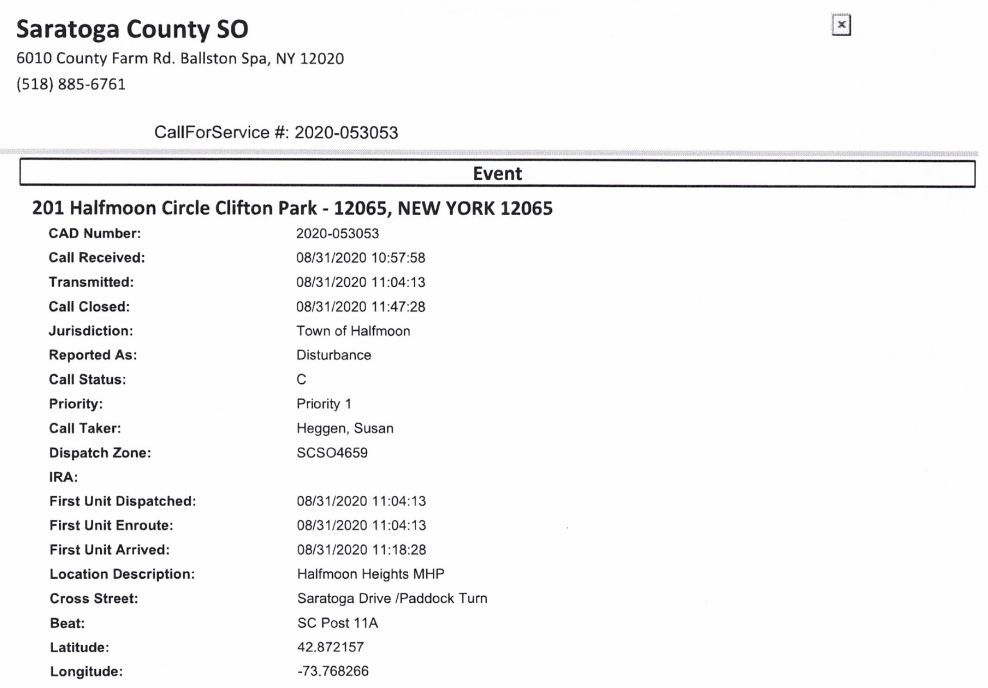 Saratoga County SO
6010 County Farm Rd. Ballston Spa, NY 12020
(518) 885-6761
CallForService #: 2020-053053
Event
201 Halfmoon Circle Clifton Park - 12065, NEW YORK 12065
CAD Number: 2020-053053
Call Received: 08/31/2020 10:57:58
Transmitted: 08/31/2020 11:04:13
Call Closed: 08/31/2020 11:47:28
Jurisdiction: Town of Halfmoon
Reported As: Disturbance
Call Status: C
Priority: Priority 1
Call Taker: Heggen, Susan
Dispatch Zone: SCSO4659
IRA:
First Unit Dispatched: 08/31/2020 11:04:13
First Unit Enroute: 08/31/2020 11:04:13
First Unit Arrived: 08/31/2020 11:18:28
Location Description: Halfmoon Heights MHP
Cross Street: Saratoga Drive /Paddock Turn
Beat: SC Post 11A
Latitude: 42.872157
Longitude: -73.768266